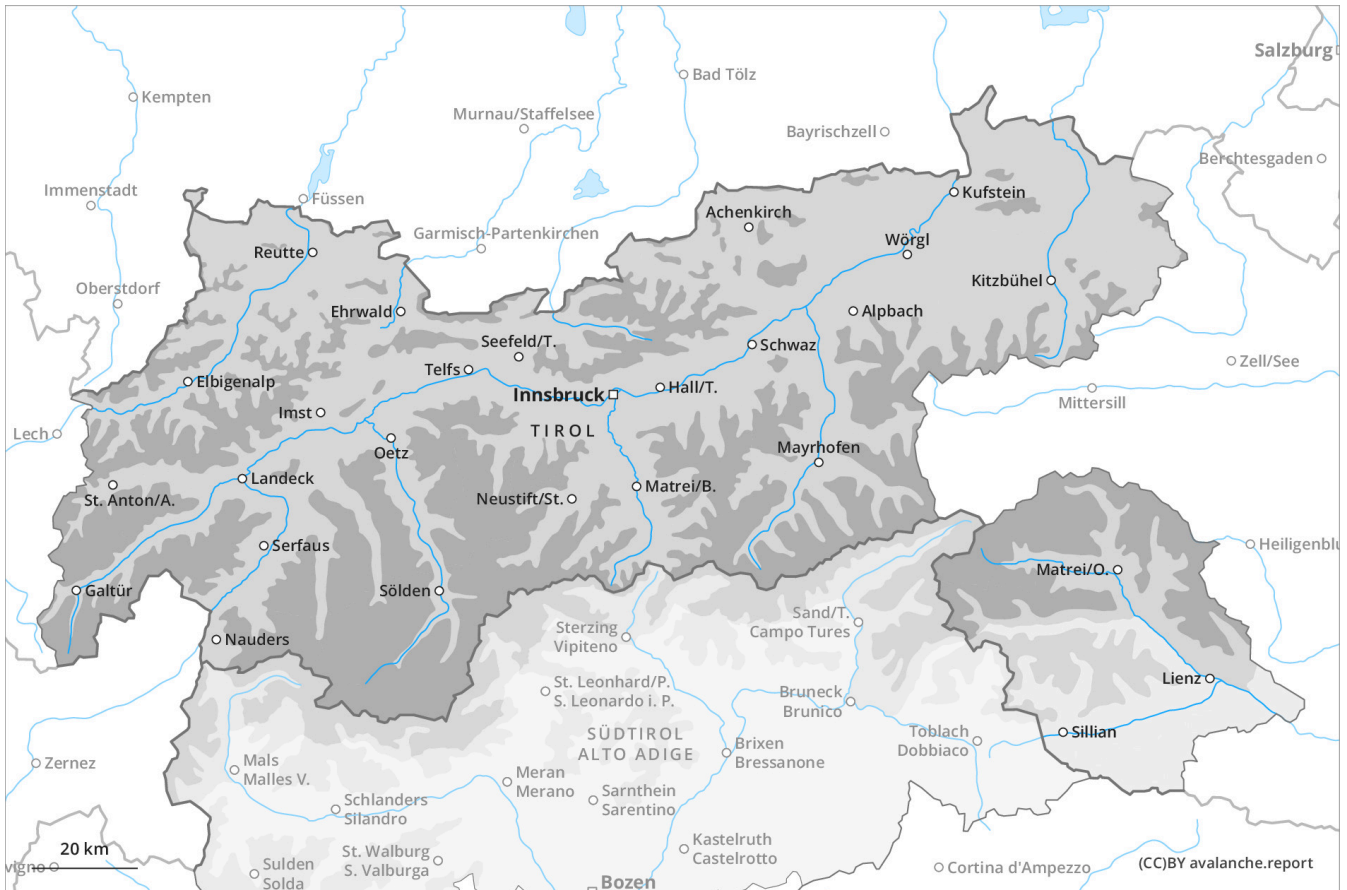 Salzburg
Bad Tölz
Kempten
Murnau/Staffelsee
Bayrischzell
Berchtesgaden
Immenstadt
Füssen
Kufstein
Achenkirch
Garmisch-Partenkirchen
Wörgl
Reutte
Oberstdorf
Kitzbühel
Ehrwald
Alpbach
Seefeld/T.
Schwaz
Zell/See
Telfs
Elbigenalp
Hall/T.
Innsbruck
Mittersill
Imst
Lech
TIROL
Oetz
Mayrhofen
Landeck
Matrei/B.
St. Anton/A.
Neustift/St.
Serfaus
Heiligenblu
Matrei/O.
Galtür
Sölden
Sand/T.
Campo Tures
Sterzing
Vipiteno
Nauders
Lienz
St. Leonhard/P.
S. Leonardo i. P.
Bruneck
Brunico
Sillian
SÜDTIROL
ALTO ADIGE
Toblach
Dobbiaco
Brixen
Bressanone
Zernez
Mals
Malles V.
Meran
Merano
Sarnthein
Sarentino
Schlanders
Silandro
Kastelruth
Castelrotto
20 km
St. Walburg
S. Valburga
vigno
Sulden
Solda
Cortina d'Ampezzo
(CC)BY avalanche.report
Bozen